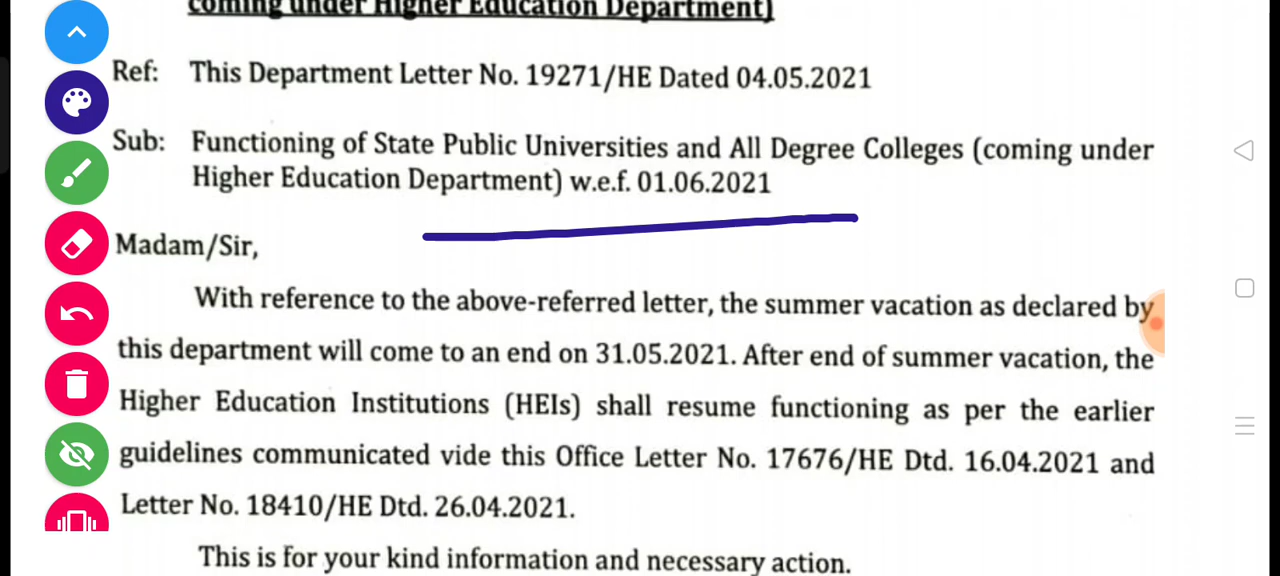 coming under Higher Education Department)
Ref: This Department Letter No. 19271/HE Dated 04.05.2021
Sub: Functioning of State Public Universities and All Degree Colleges (coming under
Higher Education Department) w.e.f. 01.06.2021
Madam/Sir,
With reference to the above-referred letter, the summer vacation as declared by
this department will come to an end on 31.05.2021. After end of summer vacation, the
Higher Education Institutions (HEIs) shall resume functioning as per the earlier
guidelines communicated vide this Office Letter No. 17676/HE Dtd. 16.04.2021 and
Letter No. 18410/HE Dtd. 26.04.2021.
This is for your kind information and necessary action.